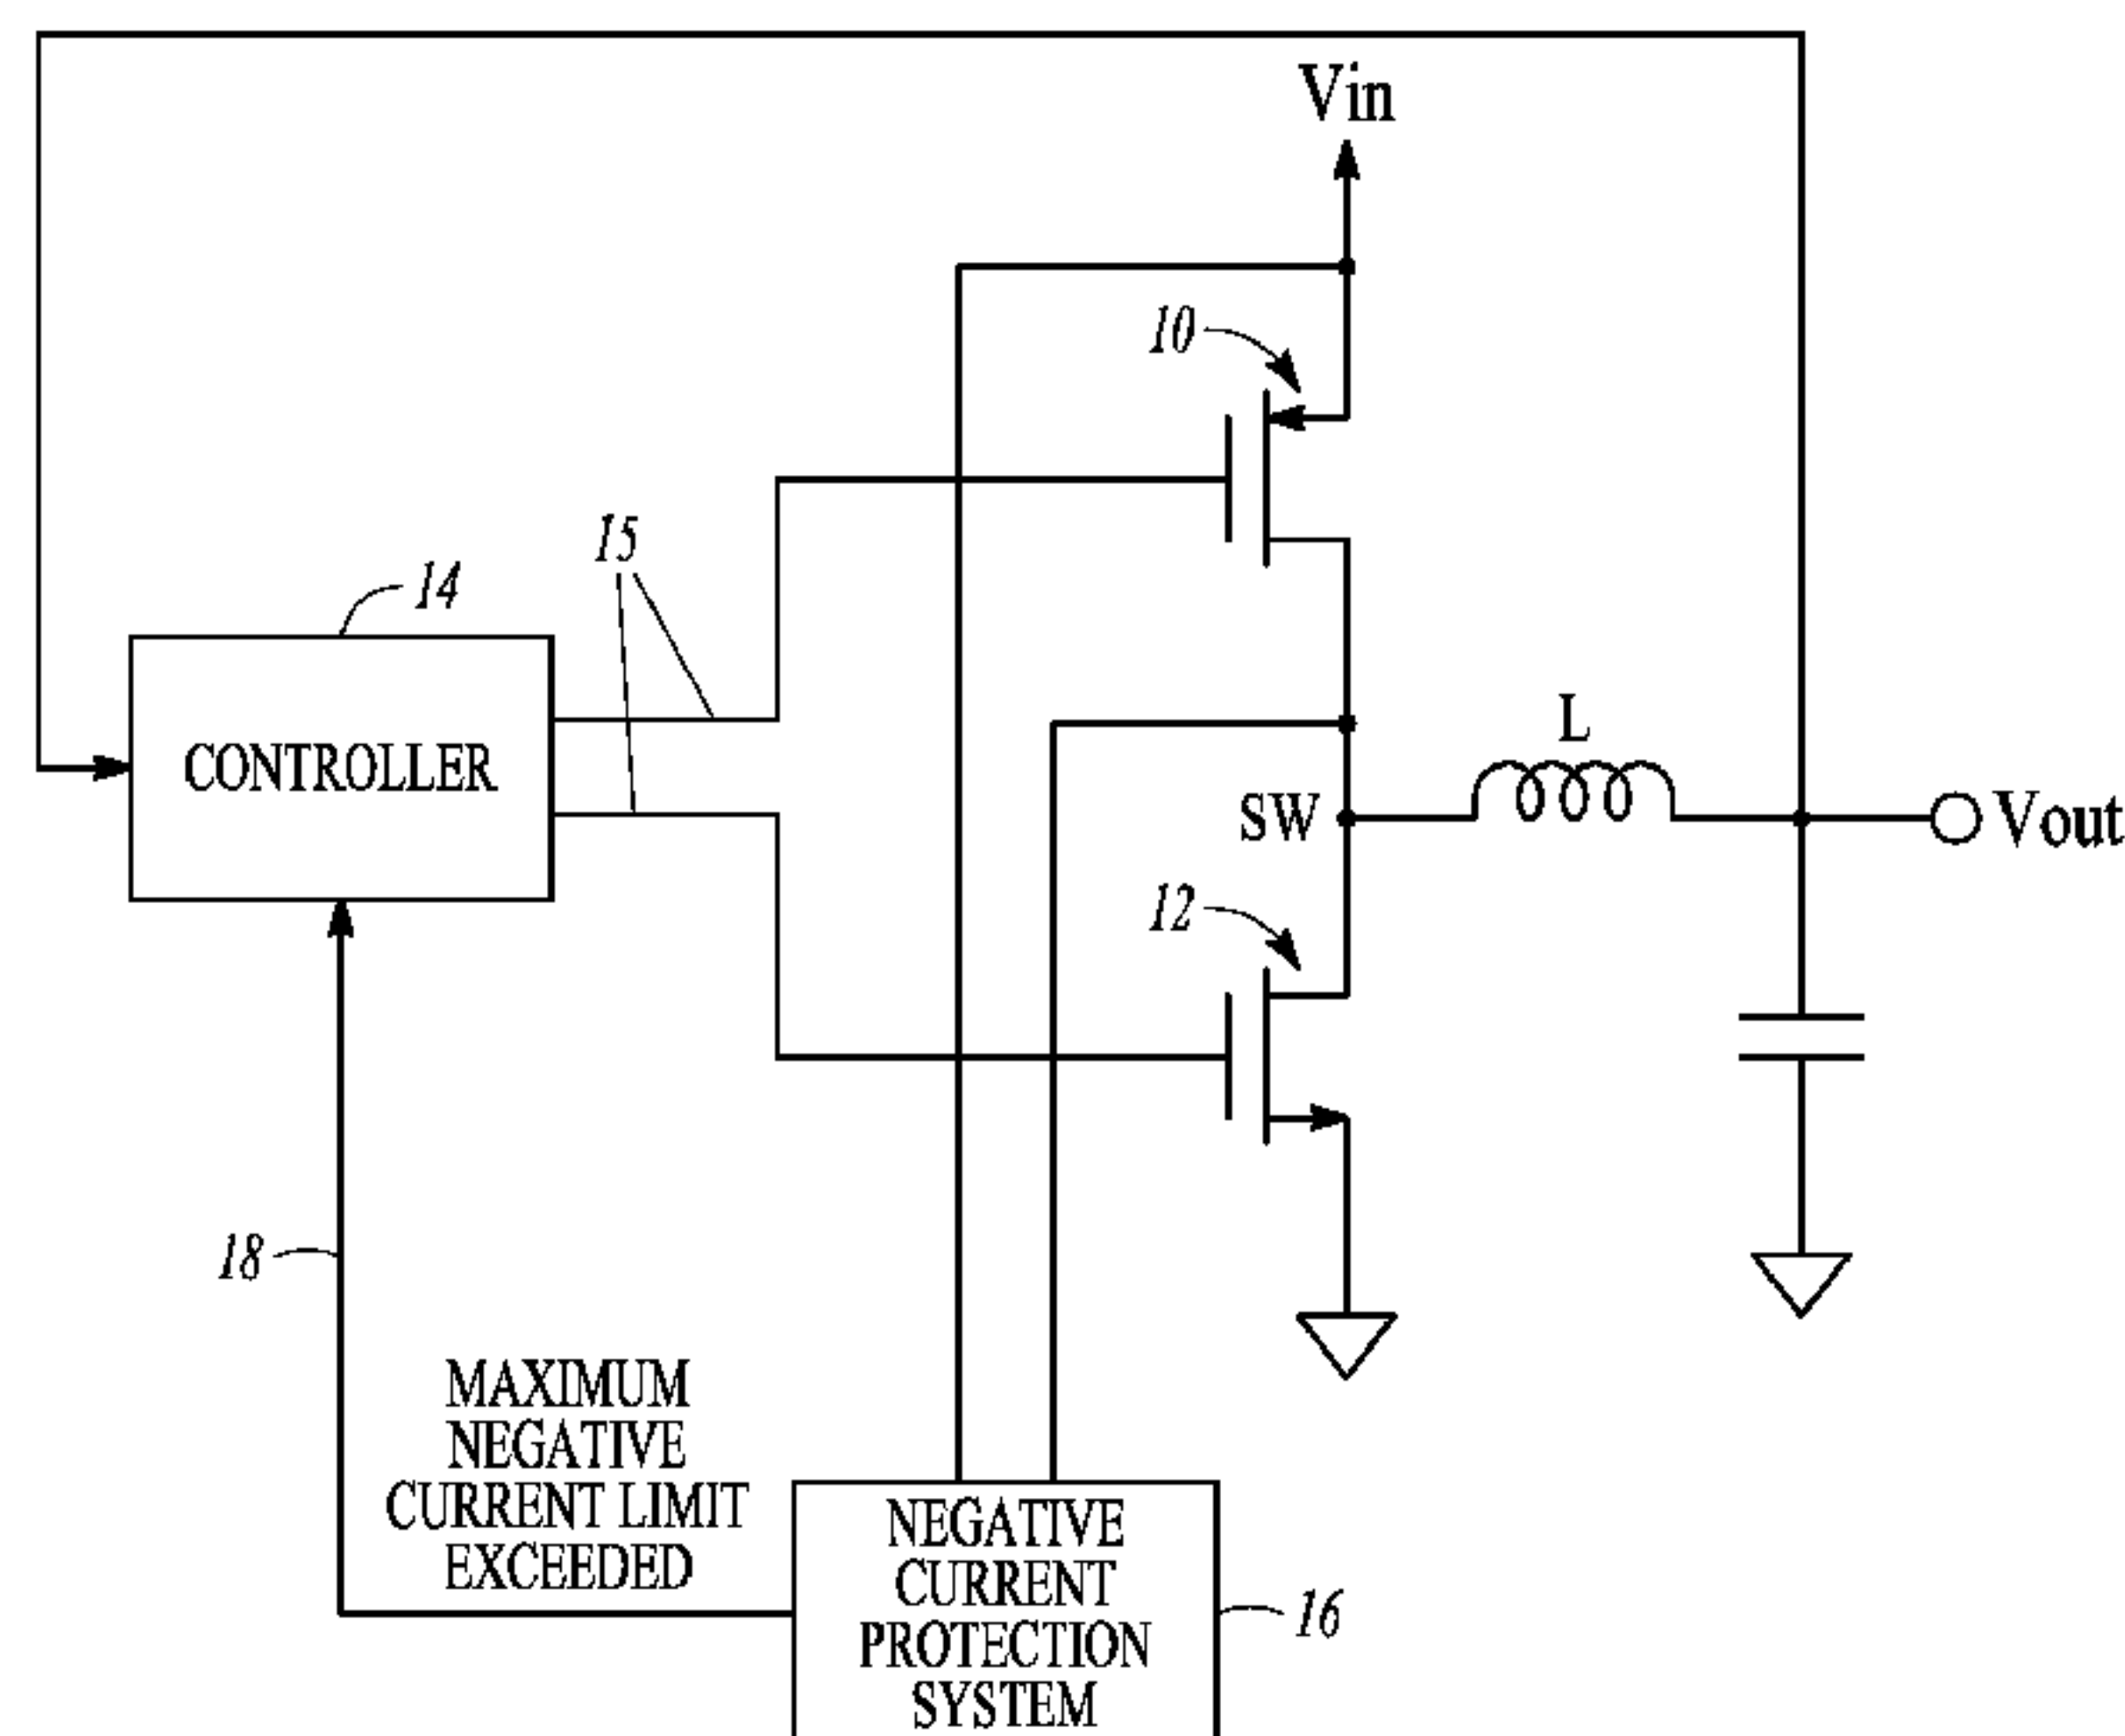 Vin
10
15
14
CONTROLLER
L
SW
Vout
12
18
MAXIMUM
NEGATIVE
CURRENT LIMIT
EXCEEDED
NEGATIVE
CURRENT
PROTECTION
SYSTEM
16